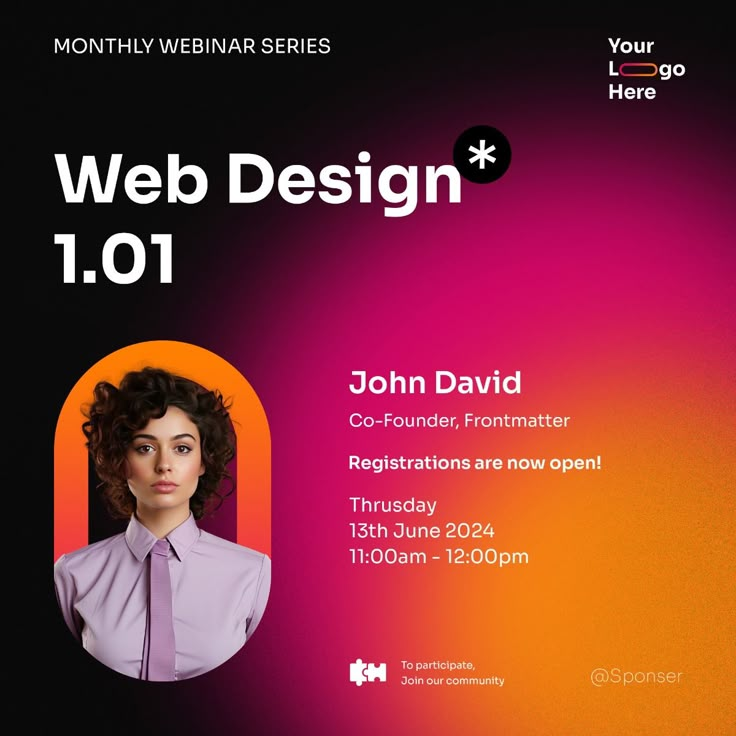 MONTHLY WEBINAR SERIES
Your
Logo
Here
Web Design*
1.01
John David
Co-Founder, Frontmatter
Registrations are now open!
Thrusday
13th June 2024
11:00am - 12:00pm
To participate,
Join our community
@Sponser